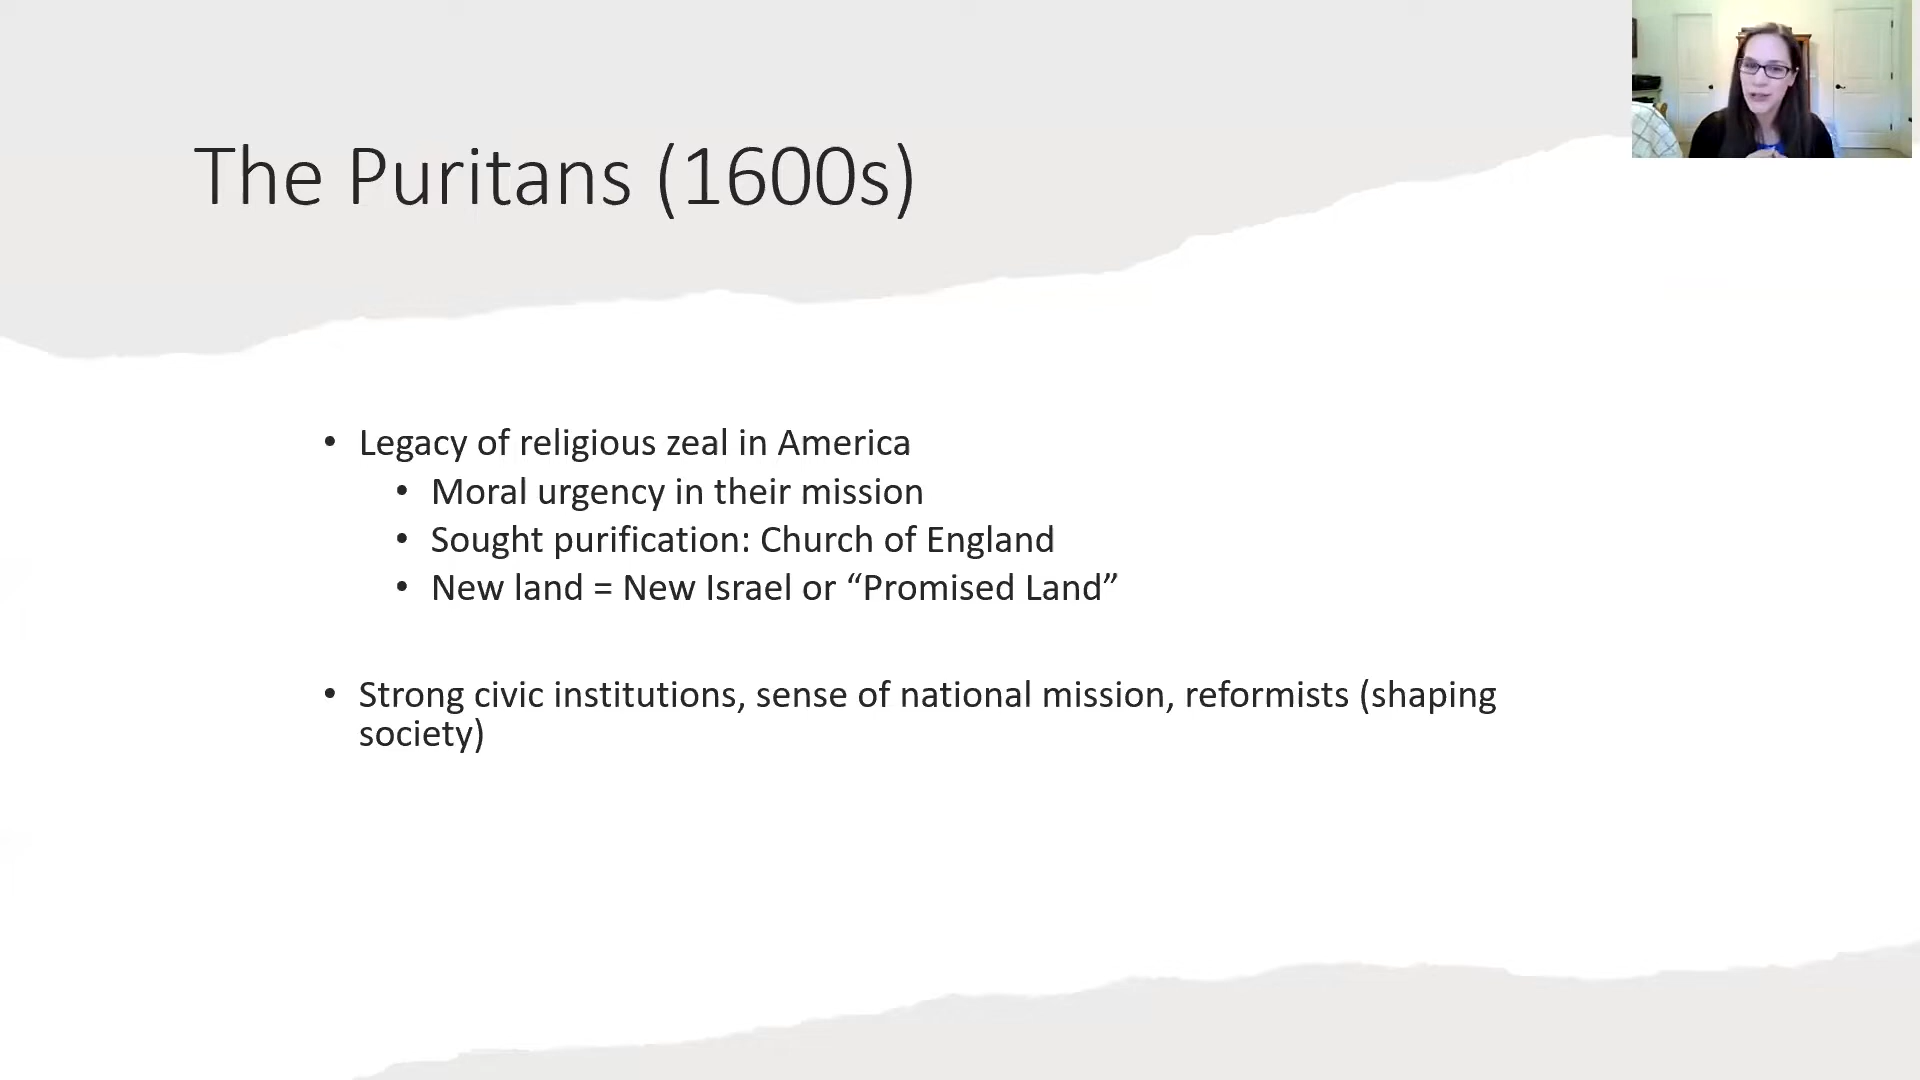 The Puritans (1600s)
• Legacy of religious zeal in America
• Moral urgency in their mission
• Sought purification: Church of England
• New land = New Israel or “Promised Land”
• Strong civic institutions, sense of national mission, reformists (shaping
society)